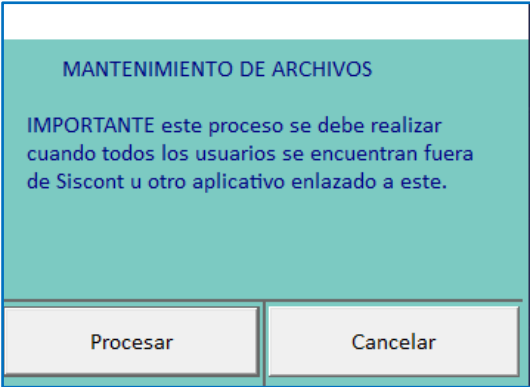 MANTENIMIENTO DE ARCHIVOS
IMPORTANTE este proceso se debe realizar
cuando todos los usuarios se encuentran fuera
de Siscont u otro aplicativo enlazado a este.
Procesar
Cancelar